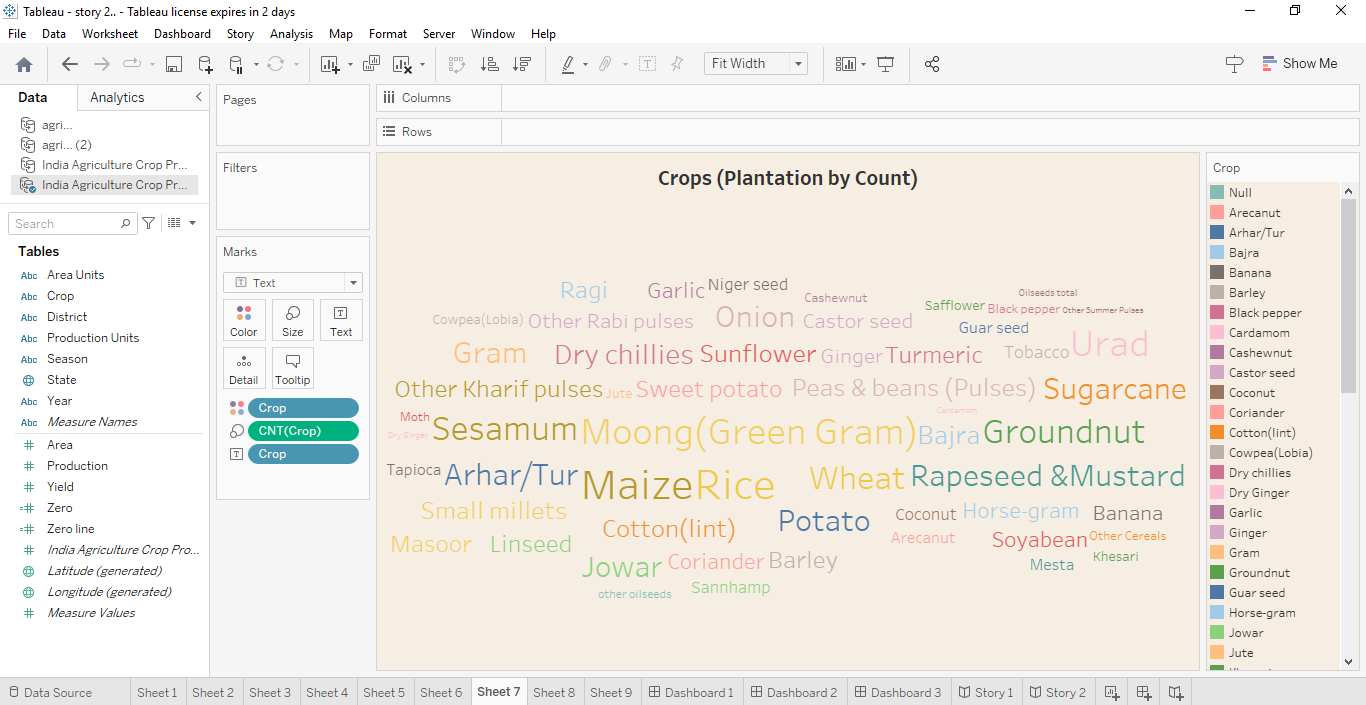 Tableau - story 2.. - Tableau license expires in 2 days
File Data Worksheet Dashboard Story Analysis Map Format Server Window Help
Fit Width
Show Me
Data Analytics
agri...
agri... (2)
India Agriculture Crop Pr...
India Agriculture Crop Pr...
Search
Tables
Abc Area Units
Abc Crop
Abc District
Abc Production Units
Abc Season
State
Abc Year
Abc Measure Names
Area
Production
Yield
Zero
Zero line
India Agriculture Crop Pro...
Latitude (generated)
Longitude (generated)
Measure Values
Pages
Filters
Marks
Text
Color Size Text
Detail Tooltip
Crop
CNT(Crop)
Crop
Columns
Rows
Crops (Plantation by Count)
Ragi Garlic Niger seed Cashewnut Oilseeds total
Cowpea(Lobia) Other Rabi pulses Onion Castor seed Safflower Black pepper Other Summer Pulses
Guar seed
Gram Dry chillies Sunflower Ginger Turmeric Tobacco Urad
Other Kharif pulses Jute Sweet potato Peas & beans (Pulses) Sugarcane
Moth Cardamom
Dry Ginger Sesamum Moong(Green Gram) Bajra Groundnut
Tapioca Arhar/Tur Maize Rice Wheat Rapeseed &Mustard
Small millets Cotton(lint) Potato Coconut Horse-gram Banana
Masoor Linseed Arecanut Soyabean Other Cereals
Jowar Coriander Barley Mesta Khesari
other oilseeds Sannhamp
Crop
Null
Arecanut
Arhar/Tur
Bajra
Banana
Barley
Black pepper
Cardamom
Cashewnut
Castor seed
Coconut
Coriander
Cotton(lint)
Cowpea(Lobia)
Dry chillies
Dry Ginger
Garlic
Ginger
Gram
Groundnut
Guar seed
Horse-gram
Jowar
Jute
Data Source Sheet 1 Sheet 2 Sheet 3 Sheet 4 Sheet 5 Sheet 6 Sheet 7 Sheet 8 Sheet 9 Dashboard 1 Dashboard 2 Dashboard 3 Story 1 Story 2